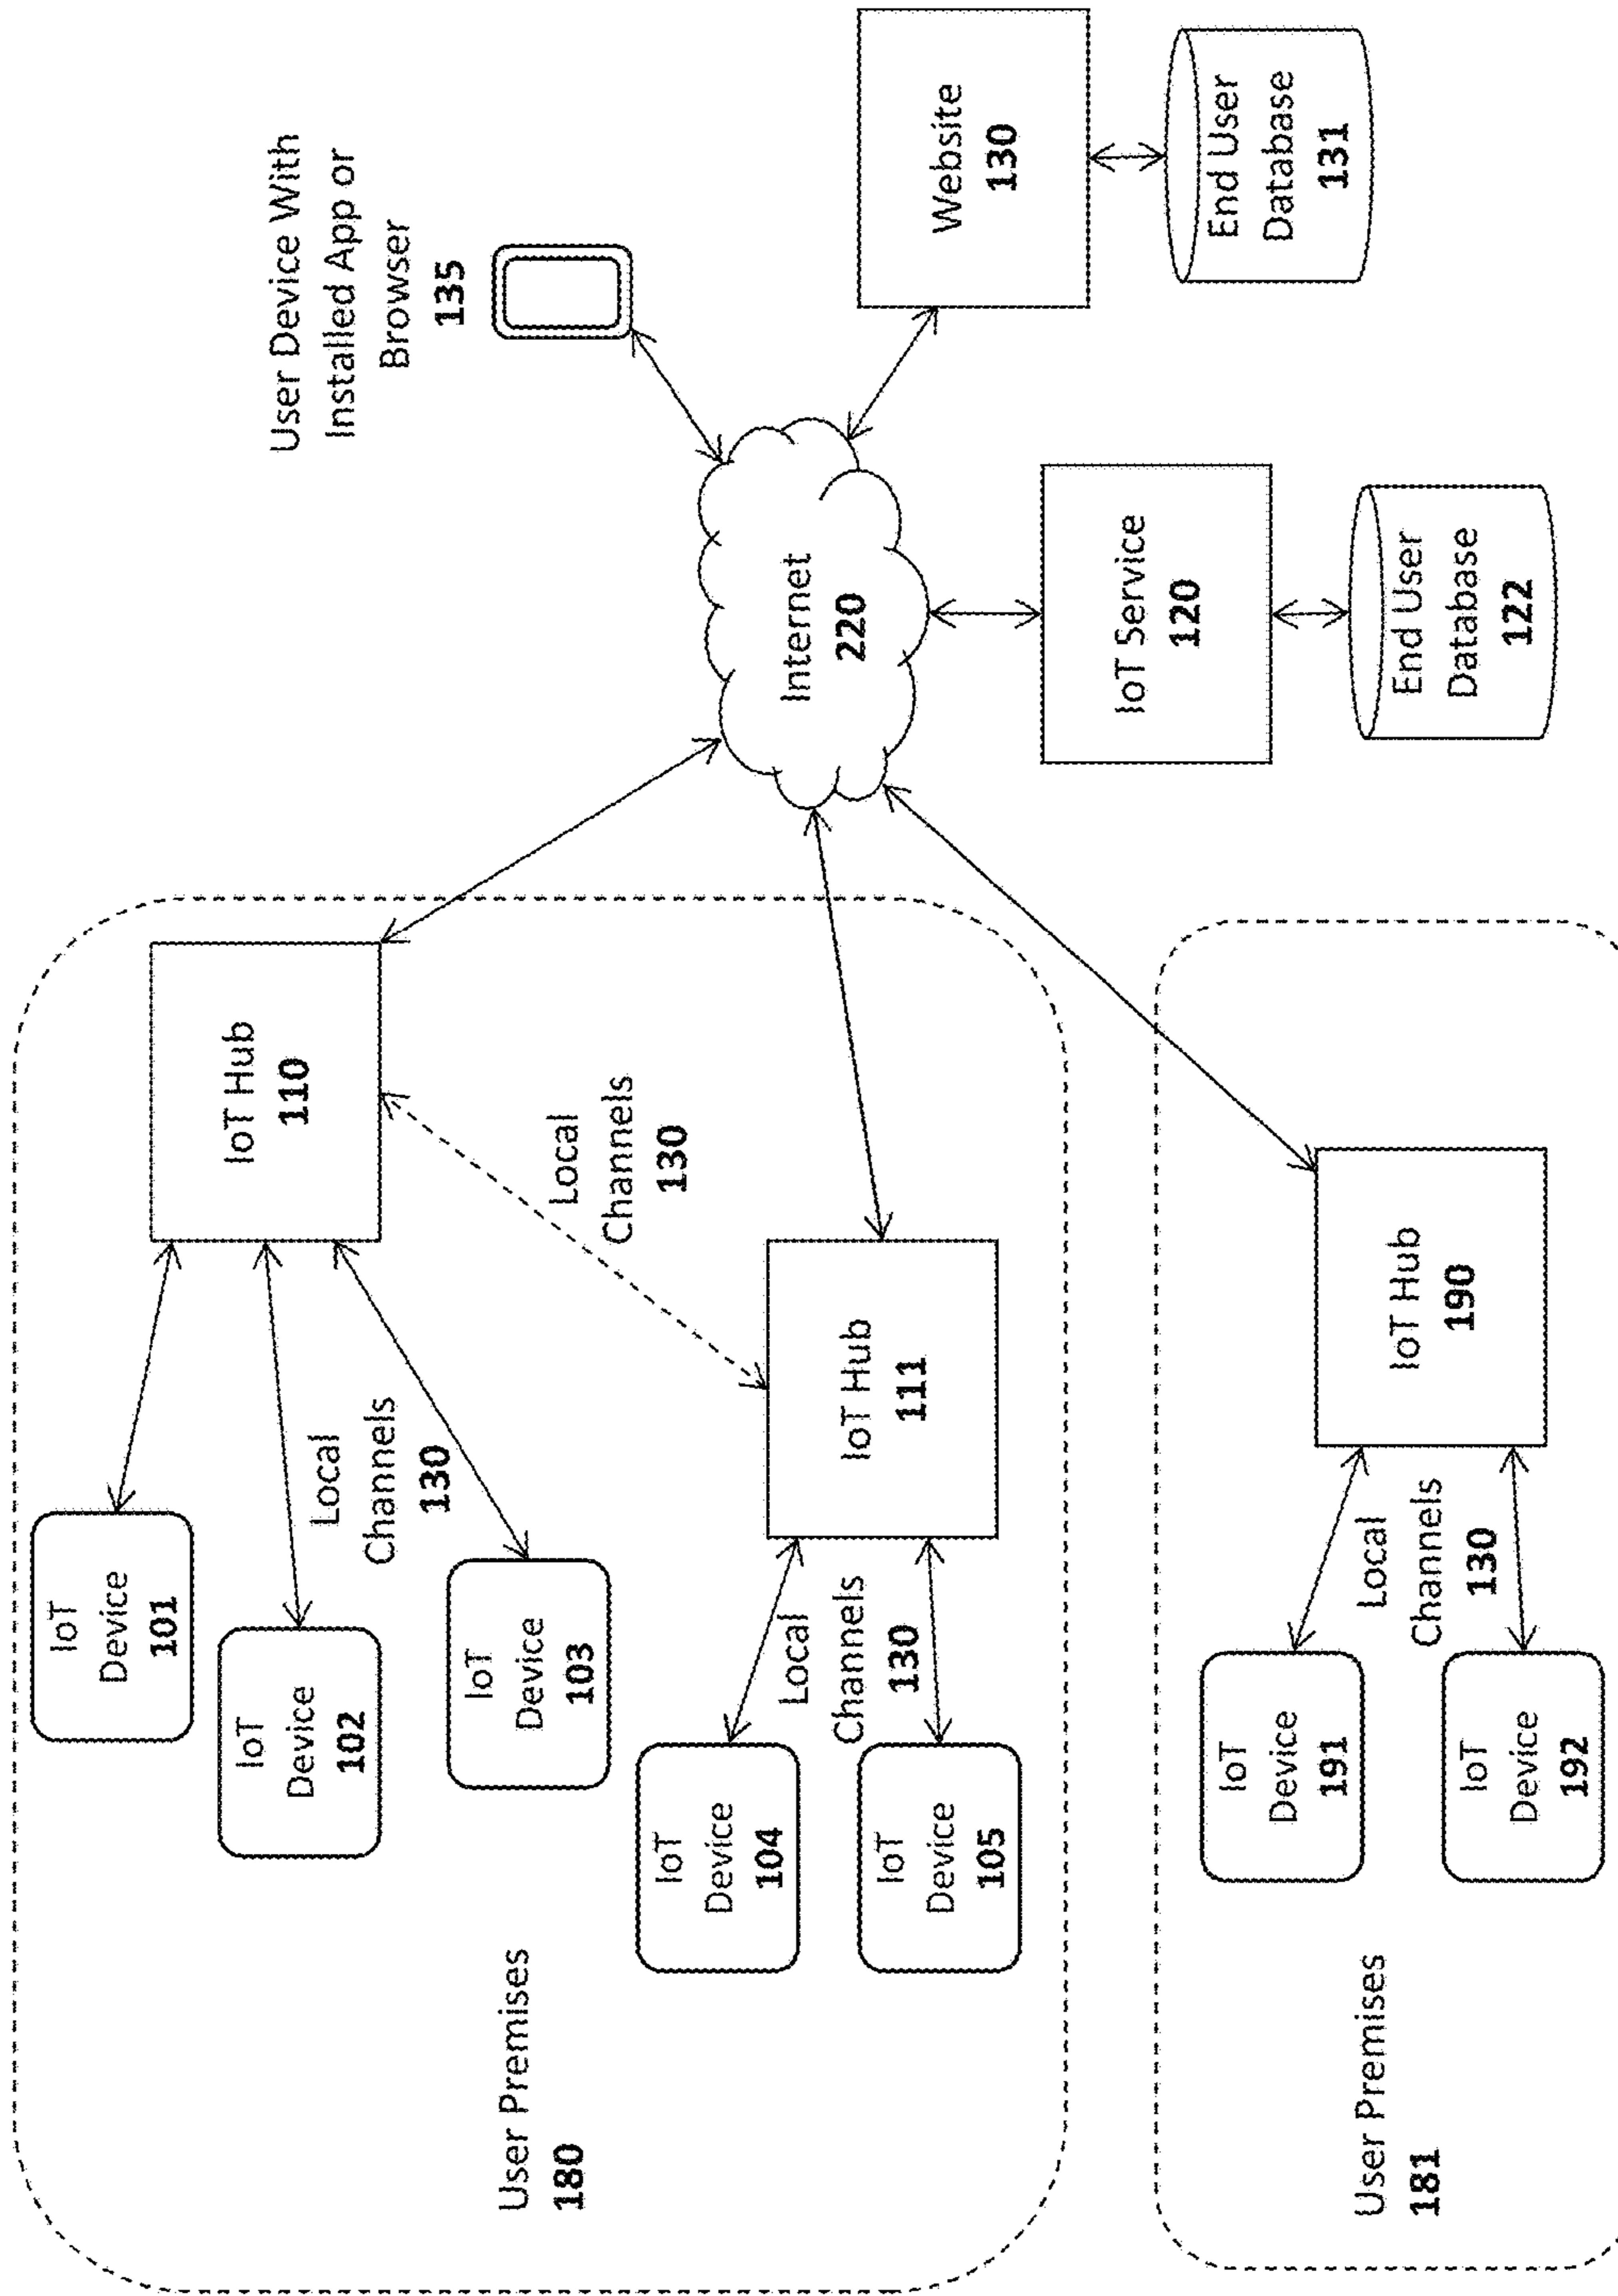 IoT
Device
101
IoT
Device
102
IoT
Device
103
Local
Channels
130
IoT Hub
110
Local
Channels
130
User Premises
180
IoT
Device
104
IoT
Device
105
Local
Channels
130
IoT Hub
111
User Premises
181
IoT
Device
191
IoT
Device
192
Local
Channels
130
IoT Hub
190
User Device With
Installed App or
Browser
135
Internet
220
IoT Service
120
End User
Database
122
Website
130
End User
Database
131